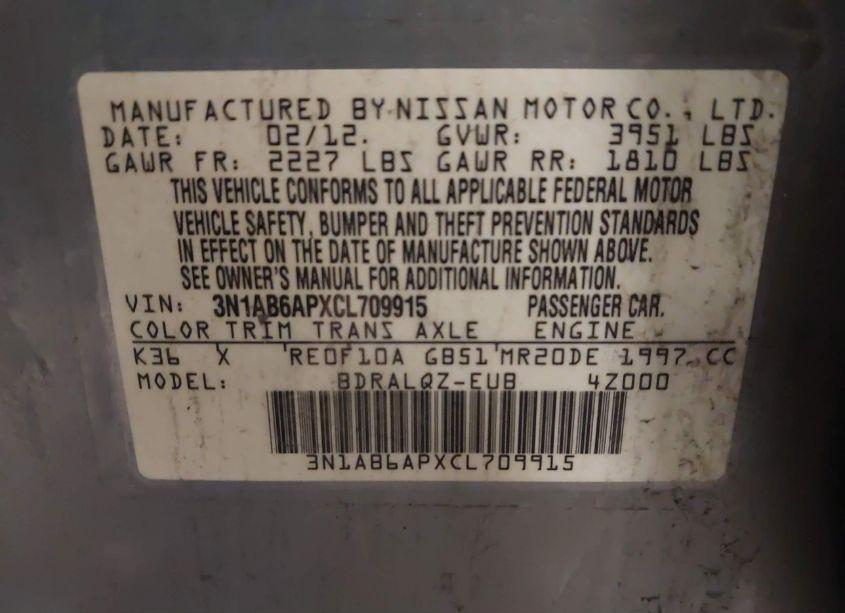 MANUFACTURED BY NISSAN MOTOR CO., LTD.
DATE: 02/12. GVWR: 3951 LBS
GAWR FR: 2227 LBS GAWR RR: 1810 LBS
THIS VEHICLE CONFORMS TO ALL APPLICABLE FEDERAL MOTOR
VEHICLE SAFETY, BUMPER AND THEFT PREVENTION STANDARDS
IN EFFECT ON THE DATE OF MANUFACTURE SHOWN ABOVE.
SEE OWNER'S MANUAL FOR ADDITIONAL INFORMATION.
VIN: 3N1AB6APXCL709915 PASSENGER CAR.
COLOR TRIM TRANS AXLE ENGINE
K36 X RE0F10A GB51 MR20DE 1997 CC
MODEL: BDRALQZ-EUB 4Z000
3N1AB6APXCL709915